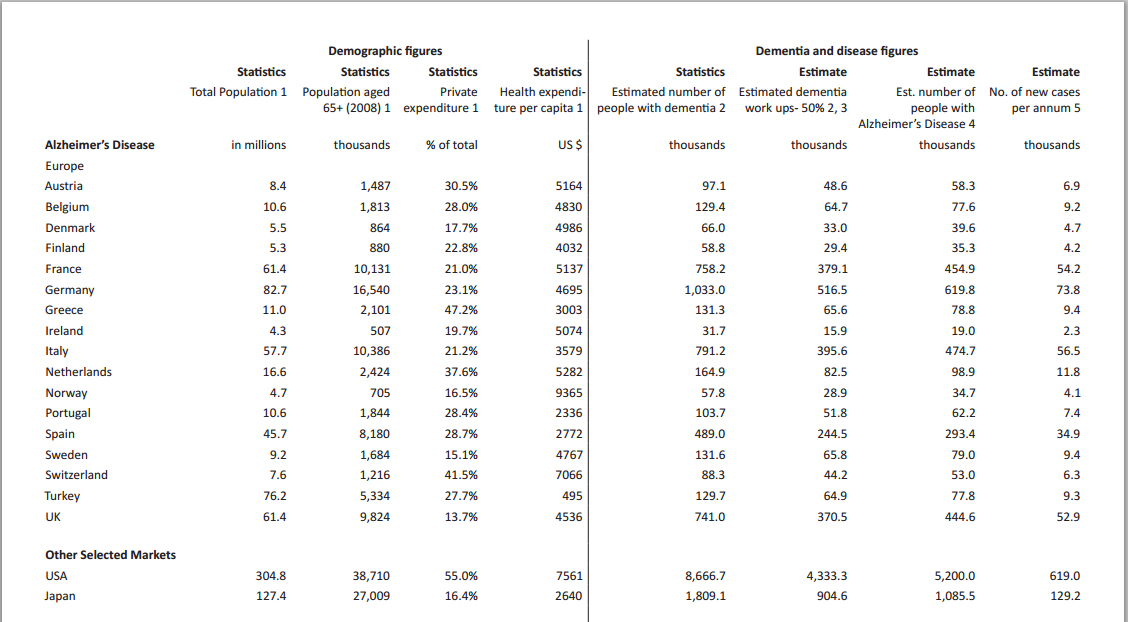 Demographic figures Dementia and disease figures
Statistics Statistics Statistics Statistics Statistics Estimate Estimate Estimate
Total Population 1 Population aged Private Health expendi- Estimated number of Estimated dementia Est. number of No. of new cases
65+ (2008) 1 expenditure 1 ture per capita 1 people with dementia 2 work ups- 50% 2, 3 people with per annum 5
Alzheimer's Disease 4
Alzheimer's Disease in millions thousands % of total US $ thousands thousands thousands thousands
Europe
Austria 8.4 1,487 30.5% 5164 97.1 48.6 58.3 6.9
Belgium 10.6 1,813 28.0% 4830 129.4 64.7 77.6 9.2
Denmark 5.5 864 17.7% 4986 66.0 33.0 39.6 4.7
Finland 5.3 880 22.8% 4032 58.8 29.4 35.3 4.2
France 61.4 10,131 21.0% 5137 758.2 379.1 454.9 54.2
Germany 82.7 16,540 23.1% 4695 1,033.0 516.5 619.8 73.8
Greece 11.0 2,101 47.2% 3003 131.3 65.6 78.8 9.4
Ireland 4.3 507 19.7% 5074 31.7 15.9 19.0 2.3
Italy 57.7 10,386 21.2% 3579 791.2 395.6 474.7 56.5
Netherlands 16.6 2,424 37.6% 5282 164.9 82.5 98.9 11.8
Norway 4.7 705 16.5% 9365 57.8 28.9 34.7 4.1
Portugal 10.6 1,844 28.4% 2336 103.7 51.8 62.2 7.4
Spain 45.7 8,180 28.7% 2772 489.0 244.5 293.4 34.9
Sweden 9.2 1,684 15.1% 4767 131.6 65.8 79.0 9.4
Switzerland 7.6 1,216 41.5% 7066 88.3 44.2 53.0 6.3
Turkey 76.2 5,334 27.7% 495 129.7 64.9 77.8 9.3
UK 61.4 9,824 13.7% 4536 741.0 370.5 444.6 52.9
Other Selected Markets
USA 304.8 38,710 55.0% 7561 8,666.7 4,333.3 5,200.0 619.0
Japan 127.4 27,009 16.4% 2640 1,809.1 904.6 1,085.5 129.2